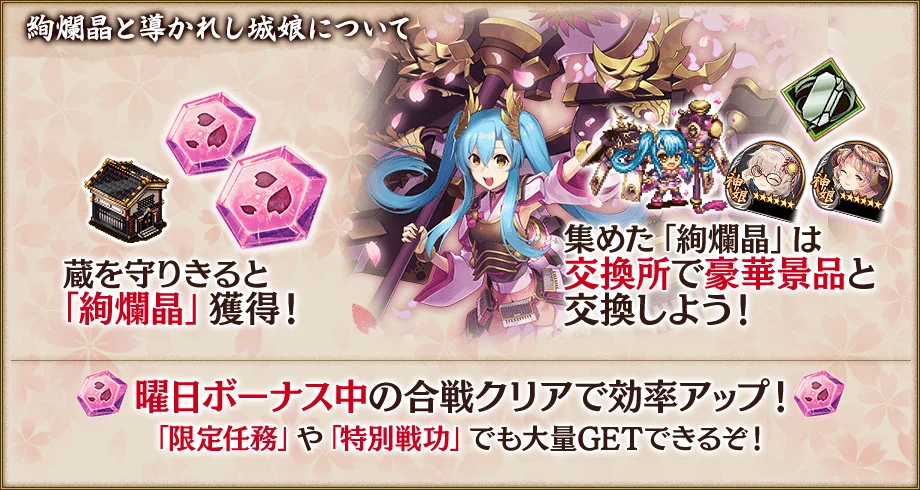 絢爛晶と導かれし城娘について
蔵を守りきると
「絢爛晶」獲得！
神娘
神娘
集めた「絢爛晶」は
交換所で豪華景品と
交換しよう！
曜日ボーナス中の合戦クリアで効率アップ！
「限定任務」や「特別戦功」でも大量GETできるぞ！